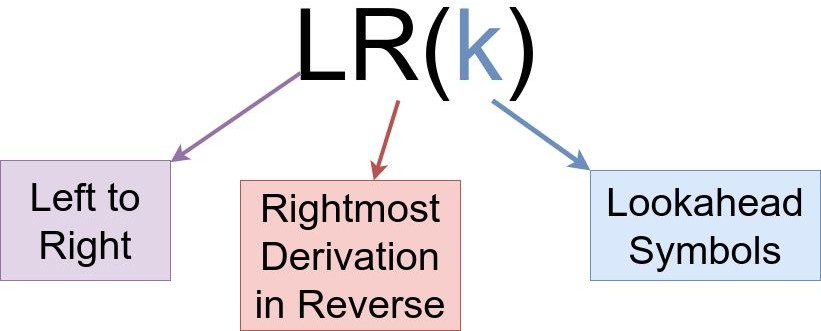 LR(k)
Left to
Right
Rightmost
Derivation
in Reverse
Lookahead
Symbols